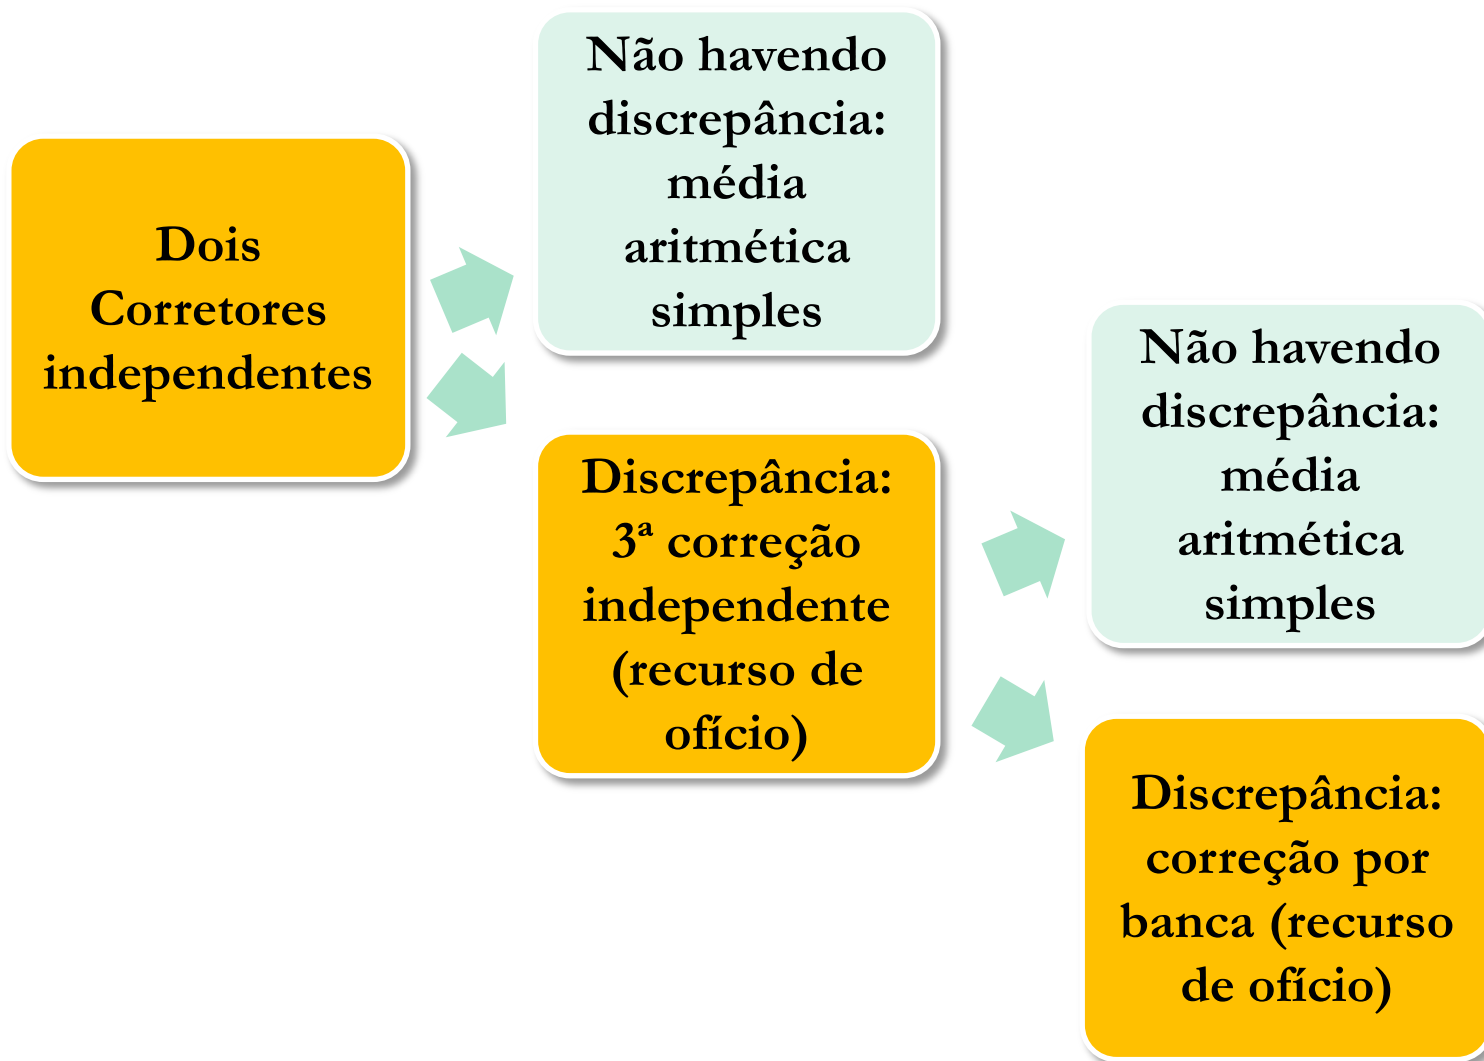 Dois
Corretores
independentes
Não havendo
discrepância:
média
aritmética
simples
Discrepância:
3ª correção
independente
(recurso de
ofício)
Não havendo
discrepância:
média
aritmética
simples
Discrepância:
correção por
banca (recurso
de ofício)